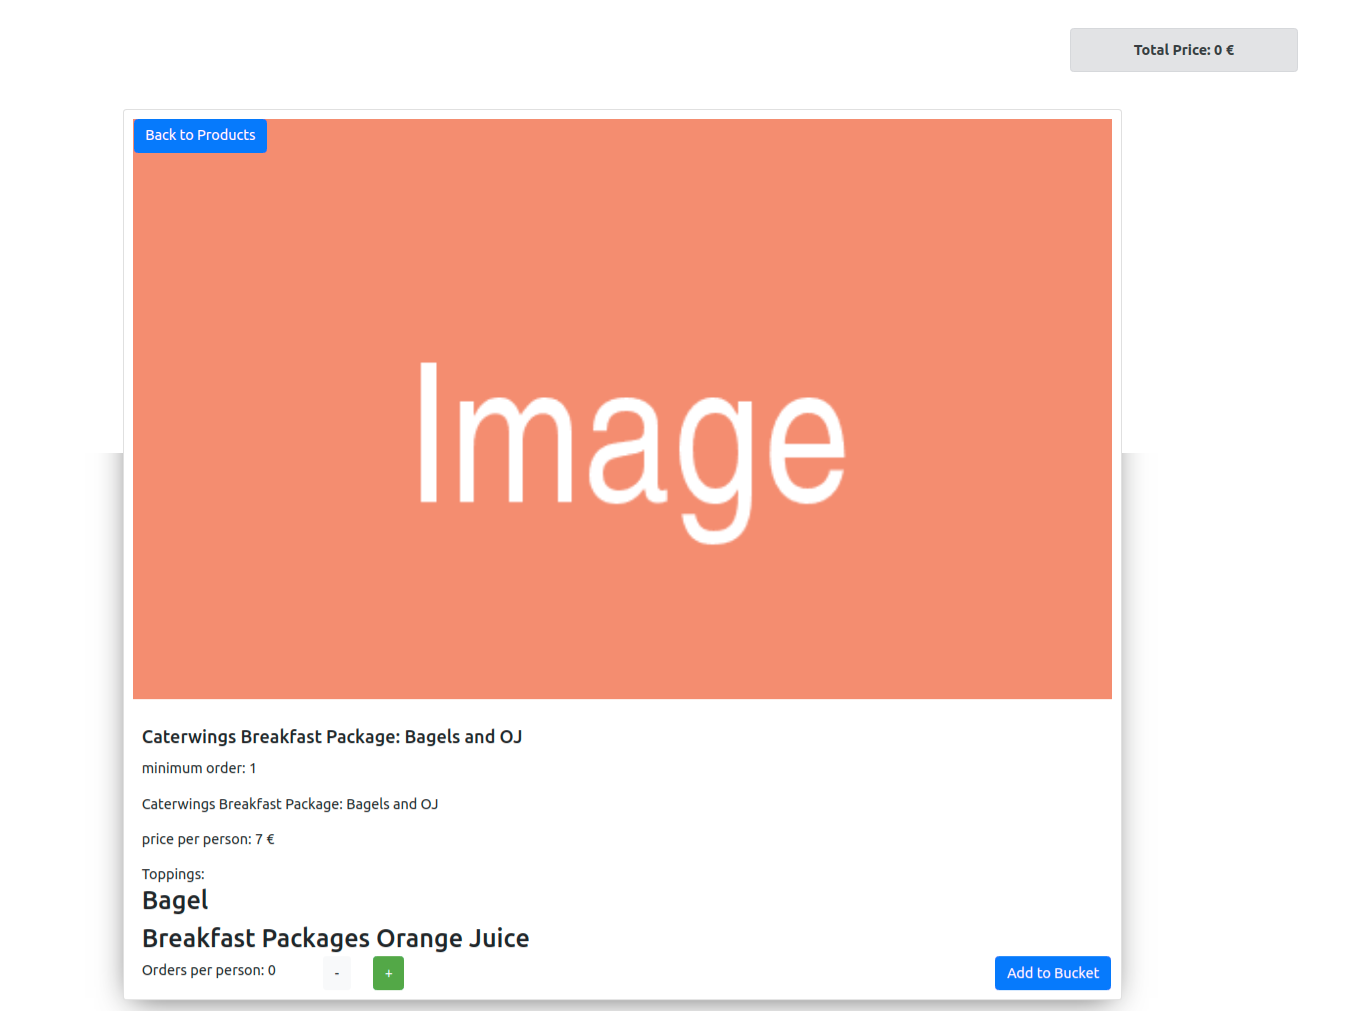 Total Price: 0 €
Back to Products
Image
Caterwings Breakfast Package: Bagels and OJ
minimum order: 1
Caterwings Breakfast Package: Bagels and OJ
price per person: 7 €
Toppings:
Bagel
Breakfast Packages Orange Juice
Orders per person: 0 - + Add to Bucket